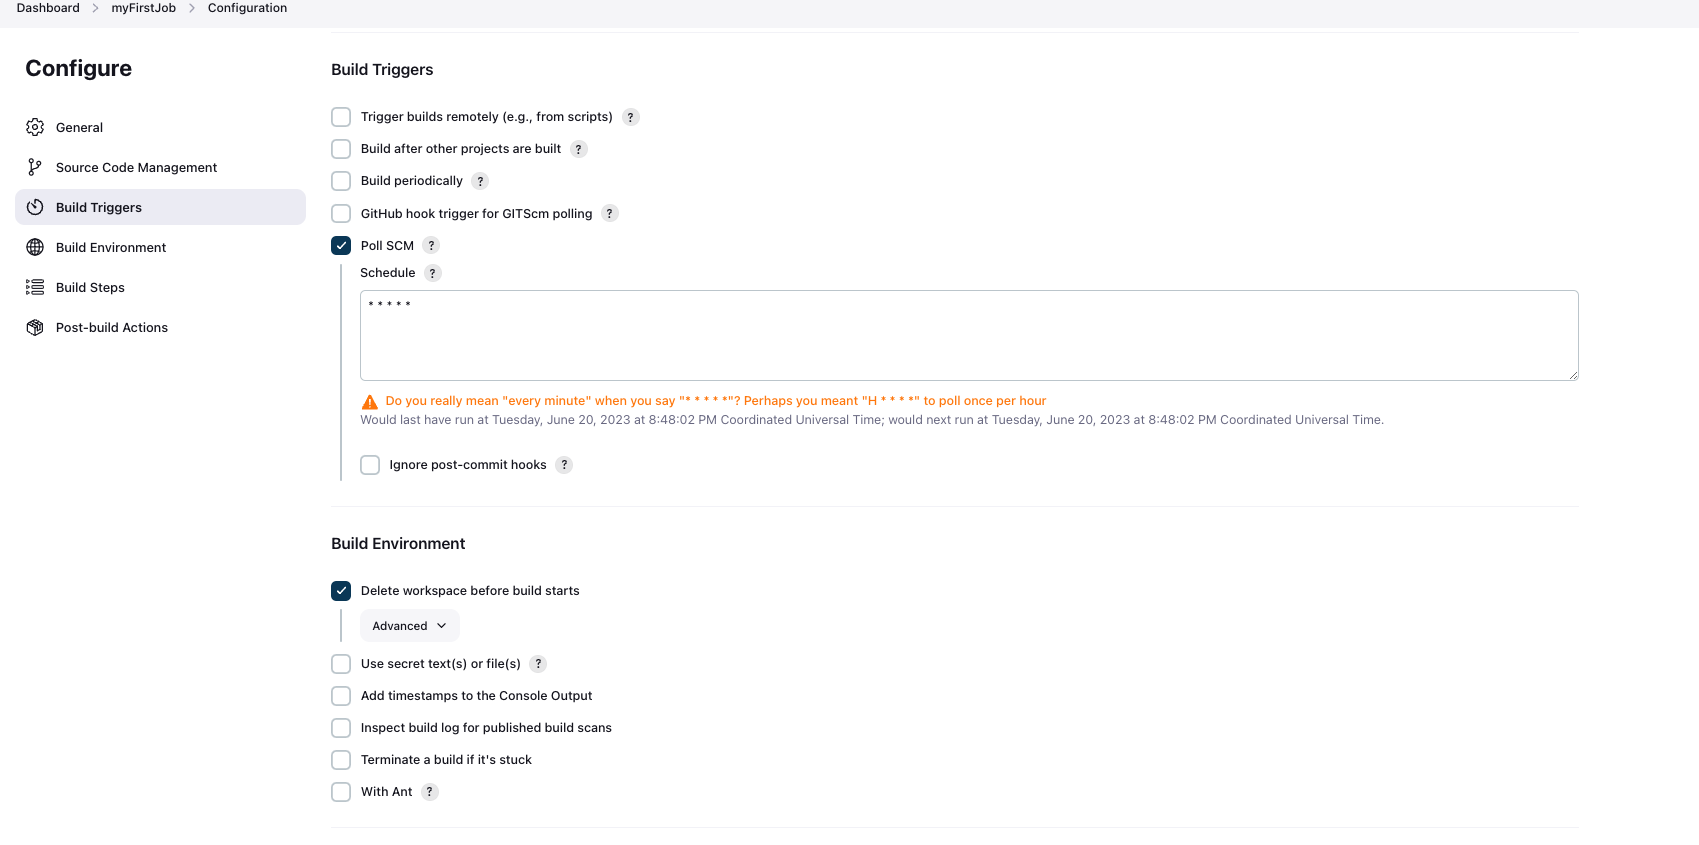 Dashboard > myFirstJob > Configuration
Configure
General
Source Code Management
Build Triggers
Build Environment
Build Steps
Post-build Actions
Build Triggers
Trigger builds remotely (e.g., from scripts) ?
Build after other projects are built ?
Build periodically ?
GitHub hook trigger for GITScm polling ?
Poll SCM ?
Schedule ?
* * * * *
Do you really mean "every minute" when you say "* * * * *"? Perhaps you meant "H * * * *" to poll once per hour
Would last have run at Tuesday, June 20, 2023 at 8:48:02 PM Coordinated Universal Time; would next run at Tuesday, June 20, 2023 at 8:48:02 PM Coordinated Universal Time.
Ignore post-commit hooks ?
Build Environment
Delete workspace before build starts
Advanced
Use secret text(s) or file(s) ?
Add timestamps to the Console Output
Inspect build log for published build scans
Terminate a build if it's stuck
With Ant ?